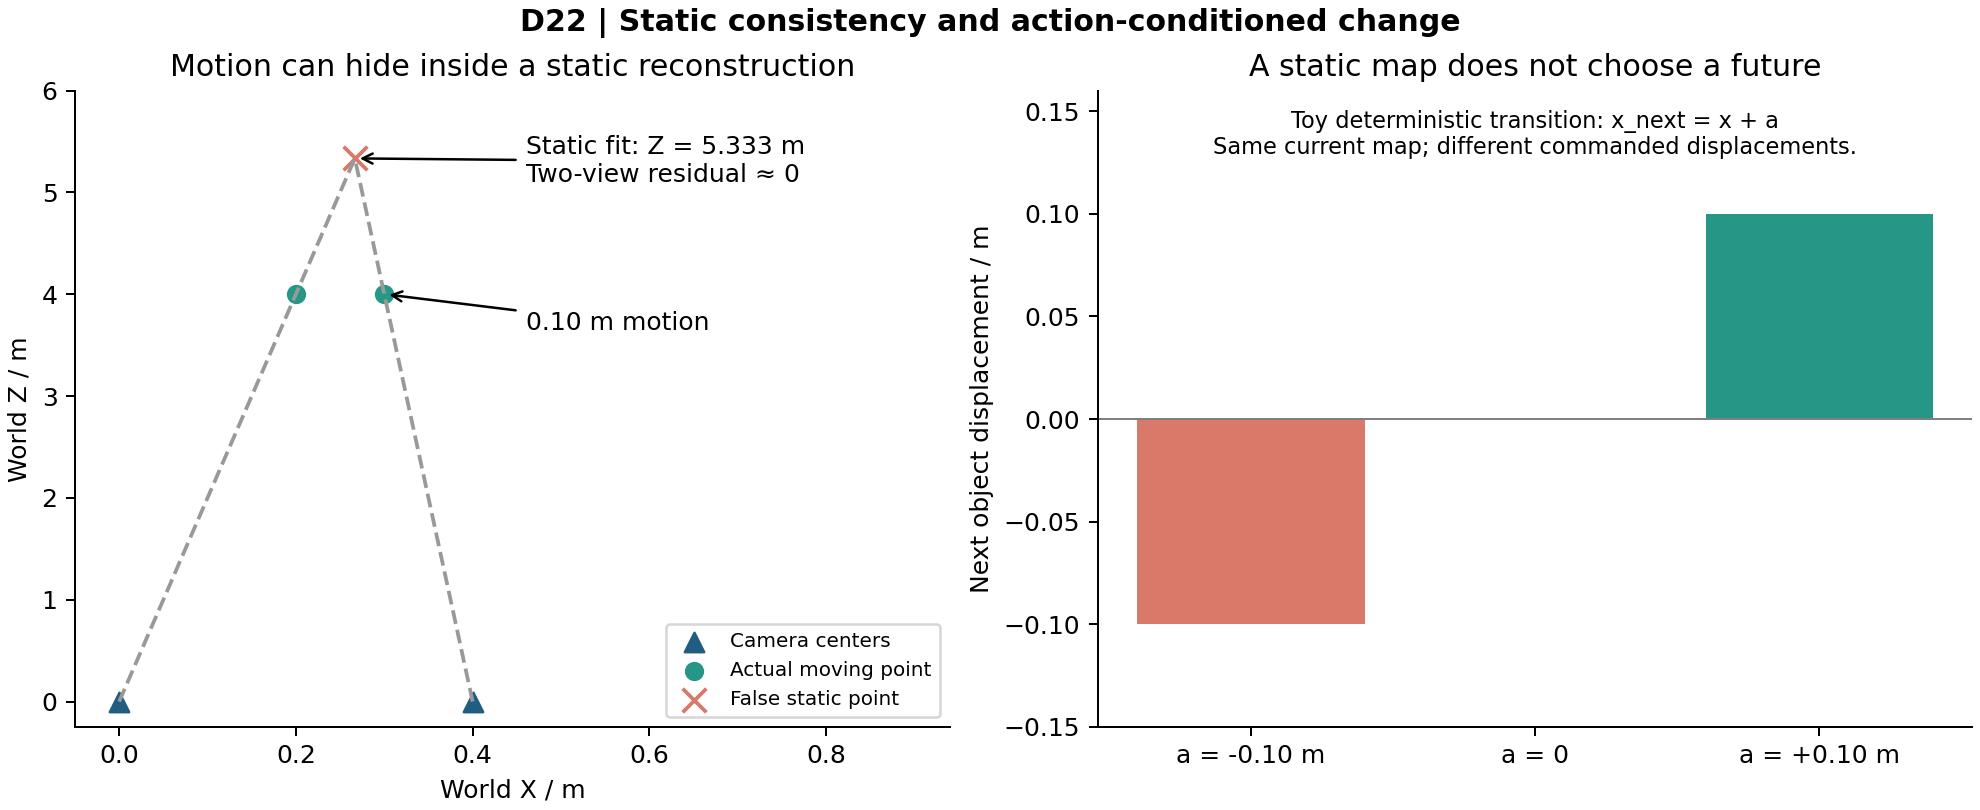 D22 | Static consistency and action-conditioned change
Motion can hide inside a static reconstruction
6
5
4
3
2
1
0
World Z / m
Static fit: Z = 5.333 m
Two-view residual ≈ 0
0.10 m motion
Camera centers
Actual moving point
False static point
0.0
0.2
0.4
0.6
0.8
World X / m
A static map does not choose a future
Toy deterministic transition: x_next = x + a
Same current map; different commanded displacements.
0.15
0.10
0.05
0.00
−0.05
−0.10
−0.15
Next object displacement / m
a = -0.10 m
a = 0
a = +0.10 m